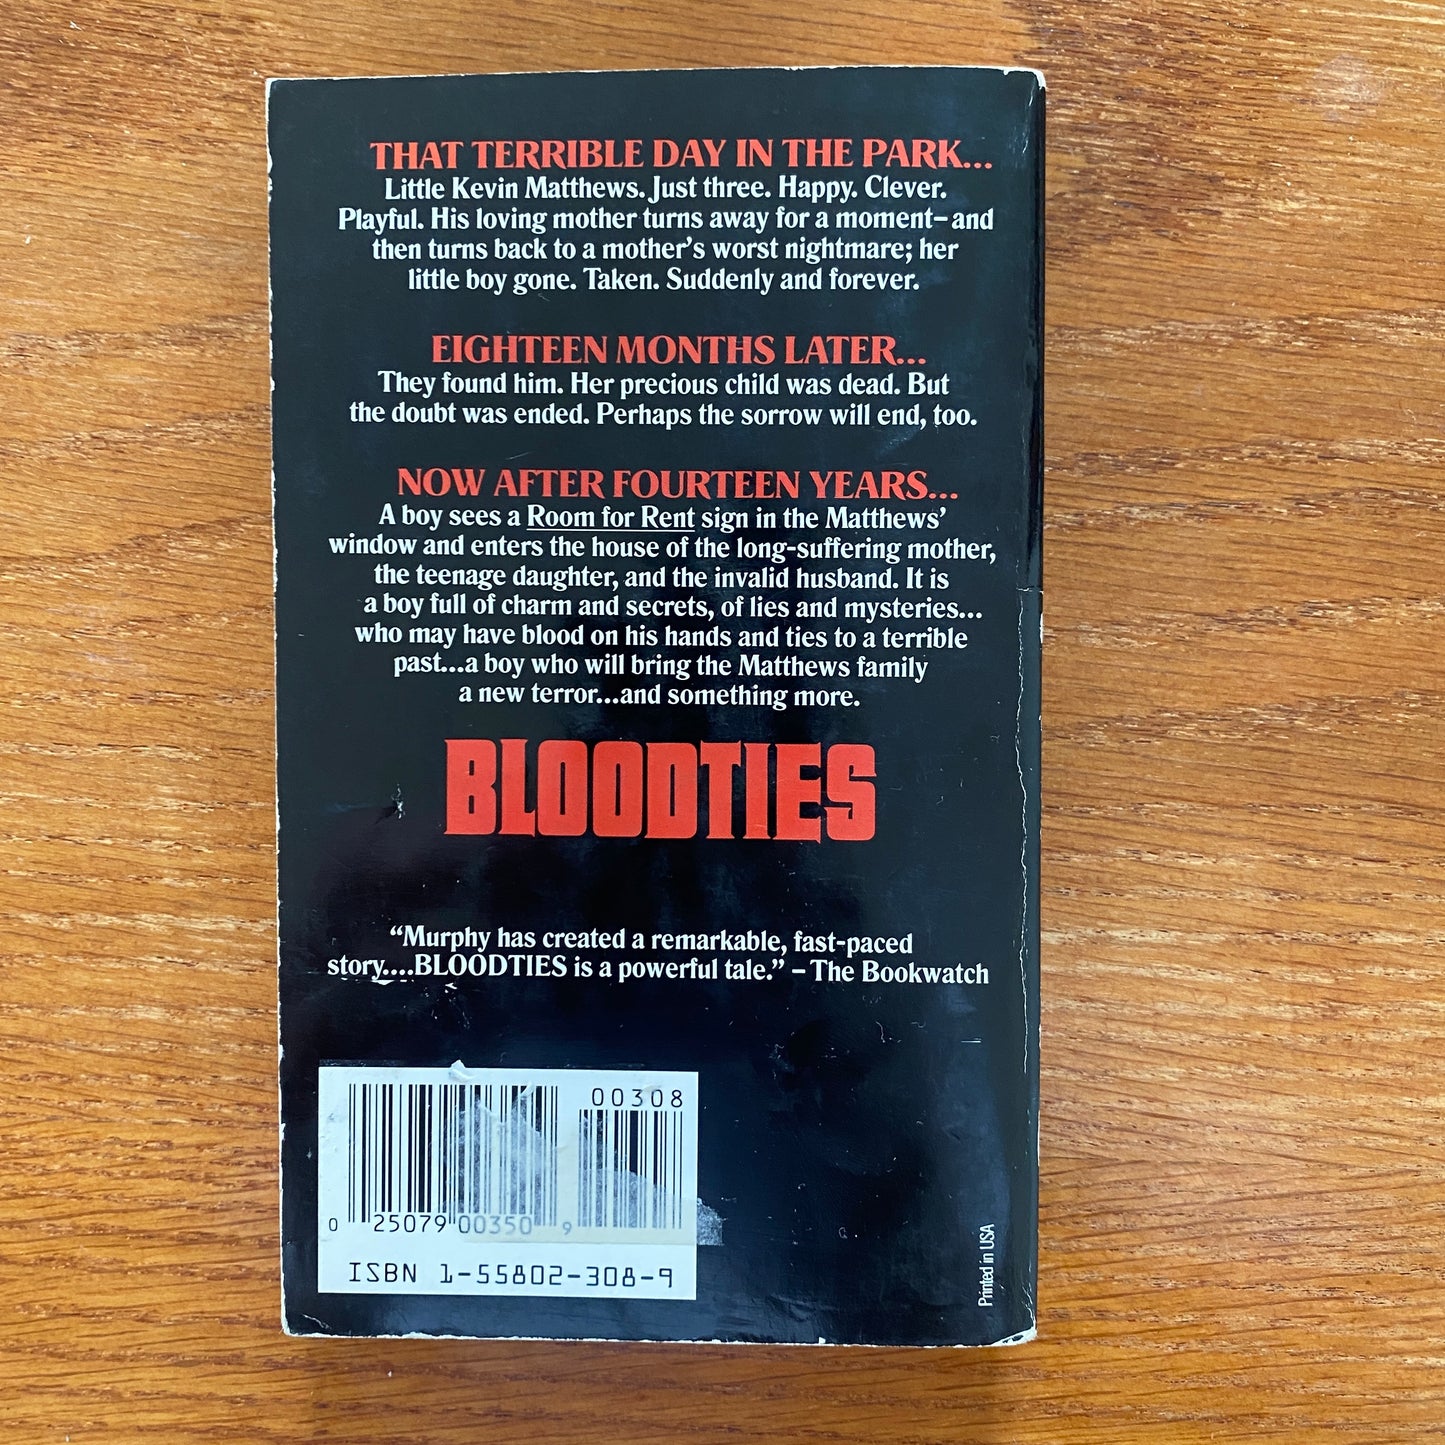 THAT TERRIBLE DAY IN THE PARK...
Little Kevin Matthews. Just three. Happy. Clever.
Playful. His loving mother turns away for a moment–and
then turns back to a mother's worst nightmare; her
little boy gone. Taken. Suddenly and forever.
EIGHTEEN MONTHS LATER...
They found him. Her precious child was dead. But
the doubt was ended. Perhaps the sorrow will end, too.
NOW AFTER FOURTEEN YEARS...
A boy sees a Room for Rent sign in the Matthews'
window and enters the house of the long-suffering mother,
the teenage daughter, and the invalid husband. It is
a boy full of charm and secrets, of lies and mysteries...
who may have blood on his hands and ties to a terrible
past...a boy who will bring the Matthews family
a new terror...and something more.
BLOODTIES
“Murphy has created a remarkable, fast-paced
story....BLOODTIES is a powerful tale.” – The Bookwatch
00308
0 25079 00350 9
ISBN 1-55802-308-9
Printed in USA